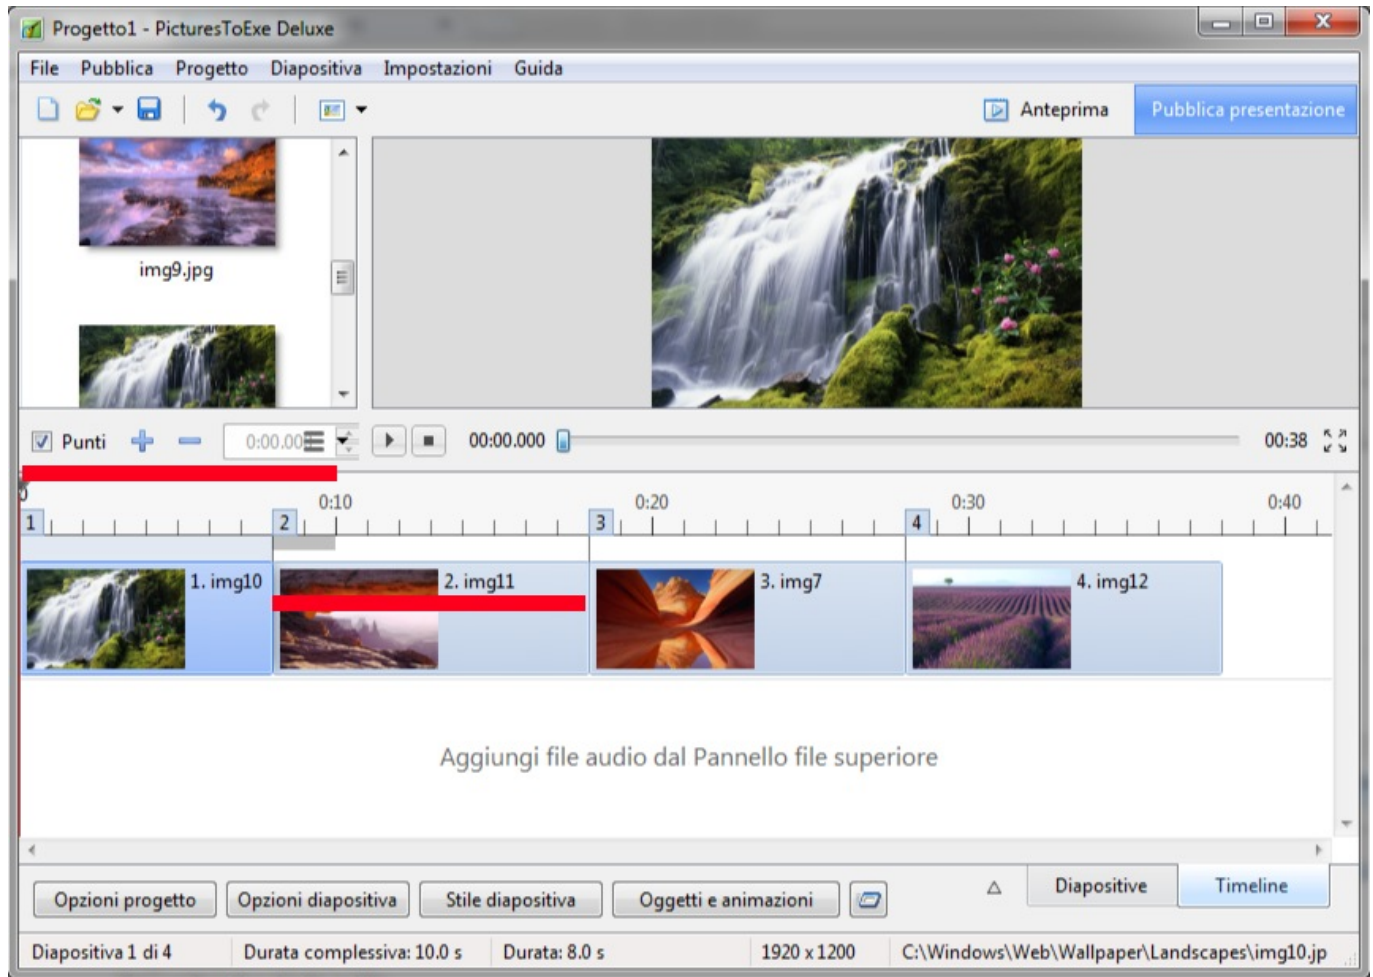 Progetto1 - PicturesToExe Deluxe
File Pubblica Progetto Diapositiva Impostazioni Guida
Anteprima Pubblica presentazione
img9.jpg
Punti 0:00.00 00:00.000 00:38
0:10 0:20 0:30 0:40
1 2 3 4
1. img10 2. img11 3. img7 4. img12
Aggiungi file audio dal Pannello file superiore
Opzioni progetto Opzioni diapositiva Stile diapositiva Oggetti e animazioni Diapositive Timeline
Diapositiva 1 di 4 Durata complessiva: 10.0 s Durata: 8.0 s 1920 x 1200 C:\Windows\Web\Wallpaper\Landscapes\img10.jp